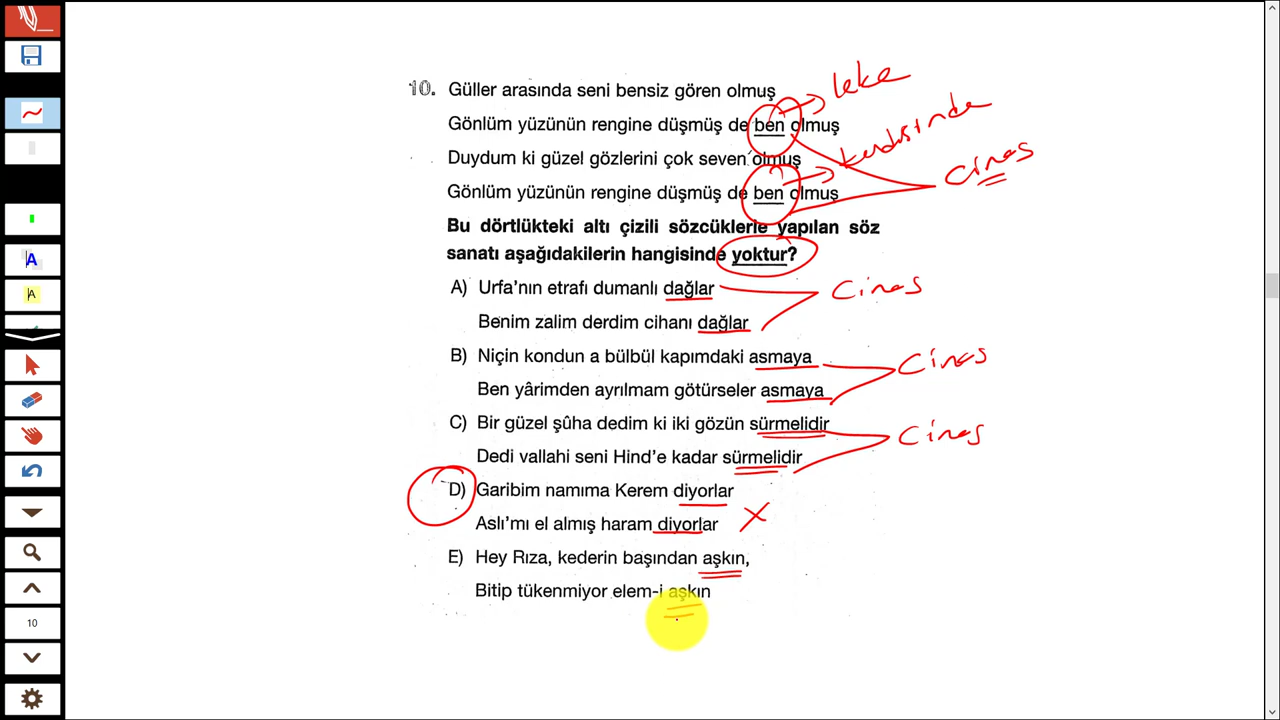 10. Güller arasında seni bensiz gören olmuş
leke
Gönlüm yüzünün rengine düşmüş de ben olmuş
kendisinde
Duydum ki güzel gözlerini çok seven olmuş
cinas
Gönlüm yüzünün rengine düşmüş de ben olmuş
Bu dörtlükteki altı çizili sözcüklerle yapılan söz
sanatı aşağıdakilerin hangisinde yoktur?
A) Urfa'nın etrafı dumanlı dağlar
Cinas
Benim zalim derdim cihanı dağlar
B) Niçin kondun a bülbül kapımdaki asmaya
Cinas
Ben yârimden ayrılmam götürseler asmaya
C) Bir güzel şûha dedim ki iki gözün sürmelidir
Cinas
Dedi vallahi seni Hind'e kadar sürmelidir
D) Garibim namıma Kerem diyorlar
Aslı'mı el almış haram diyorlar
E) Hey Rıza, kederin başından aşkın,
Bitip tükenmiyor elem-i aşkın
A
A
10